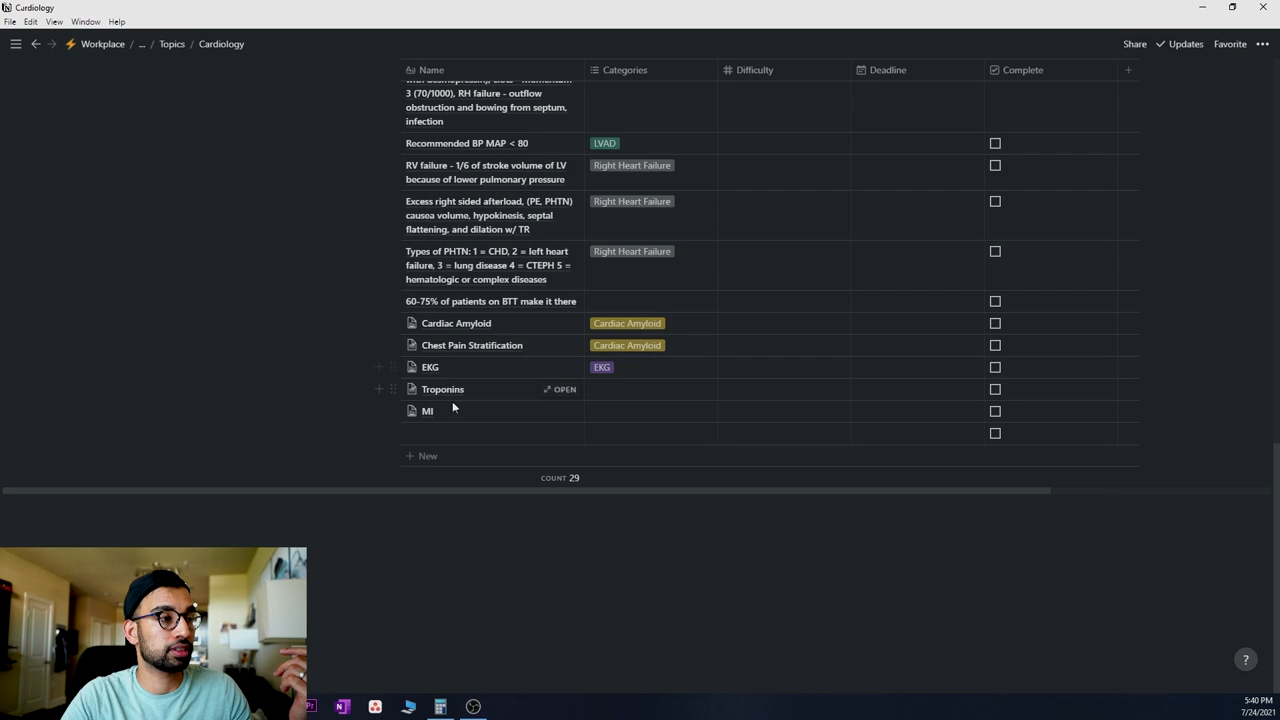 Cardiology
File Edit View Window Help
Workplace / ... / Topics / Cardiology
Share Updates Favorite
Name Categories Difficulty Deadline Complete
3 (70/1000), RH failure - outflow
obstruction and bowing from septum,
infection
Recommended BP MAP < 80 LVAD
RV failure - 1/6 of stroke volume of LV Right Heart Failure
because of lower pulmonary pressure
Excess right sided afterload, (PE, PHTN) Right Heart Failure
causea volume, hypokinesis, septal
flattening, and dilation w/ TR
Types of PHTN: 1 = CHD, 2 = left heart Right Heart Failure
failure, 3 = lung disease 4 = CTEPH 5 =
hematologic or complex diseases
60-75% of patients on BTT make it there
Cardiac Amyloid Cardiac Amyloid
Chest Pain Stratification Cardiac Amyloid
EKG EKG
Troponins OPEN
MI
+ New
COUNT 29
?
Pr N
5:40 PM
7/24/2021